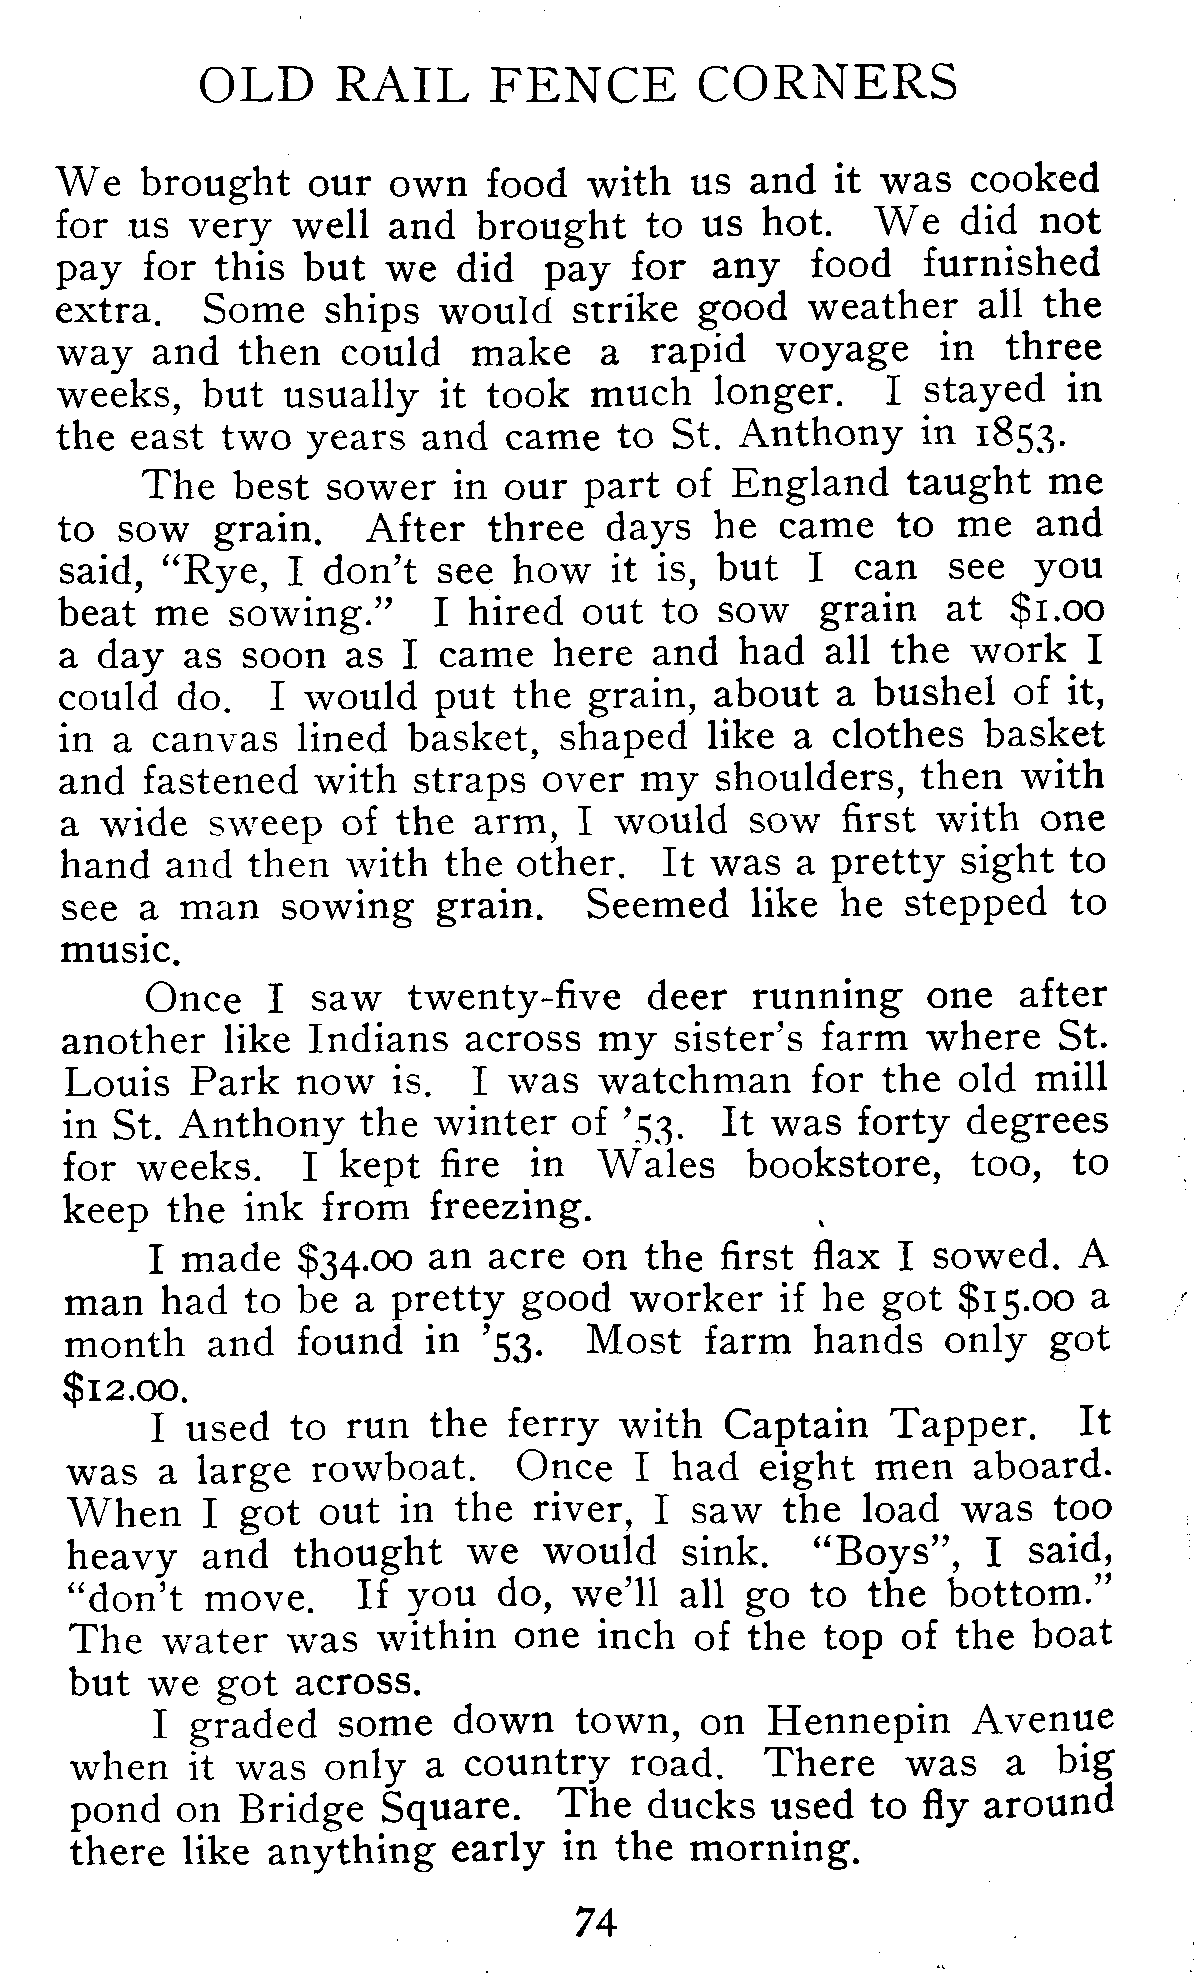 OLD RAIL FENCE CORNERS
We brought our own food with us and it was cooked
for us very well and brought to us hot. We did not
pay for this but we did pay for any food furnished
extra. Some ships would strike good weather all the
way and then could make a rapid voyage in three
weeks, but usually it took much longer. I stayed in
the east two years and came to St. Anthony in 1853.
The best sower in our part of England taught me
to sow grain. After three days he came to me and
said, “Rye, I don't see how it is, but I can see you
beat me sowing.” I hired out to sow grain at $1.00
a day as soon as I came here and had all the work I
could do. I would put the grain, about a bushel of it,
in a canvas lined basket, shaped like a clothes basket
and fastened with straps over my shoulders, then with
a wide sweep of the arm, I would sow first with one
hand and then with the other. It was a pretty sight to
see a man sowing grain. Seemed like he stepped to
music.
Once I saw twenty-five deer running one after
another like Indians across my sister's farm where St.
Louis Park now is. I was watchman for the old mill
in St. Anthony the winter of ’53. It was forty degrees
for weeks. I kept fire in Wales bookstore, too, to
keep the ink from freezing.
I made $34.00 an acre on the first flax I sowed. A
man had to be a pretty good worker if he got $15.00 a
month and found in ’53. Most farm hands only got
$12.00.
I used to run the ferry with Captain Tapper. It
was a large rowboat. Once I had eight men aboard.
When I got out in the river, I saw the load was too
heavy and thought we would sink. “Boys”, I said,
“don't move. If you do, we'll all go to the bottom.”
The water was within one inch of the top of the boat
but we got across.
I graded some down town, on Hennepin Avenue
when it was only a country road. There was a big
pond on Bridge Square. The ducks used to fly around
there like anything early in the morning.
74